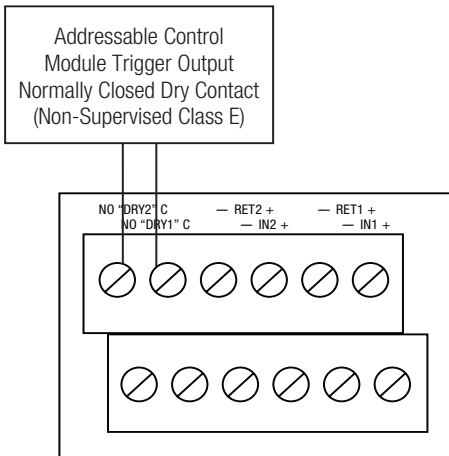 Addressable Control
Module Trigger Output
Normally Closed Dry Contact
(Non-Supervised Class E)
NO “DRY2” C — RET2 + — RET1 +
NO “DRY1” C — IN2 + — IN1 +